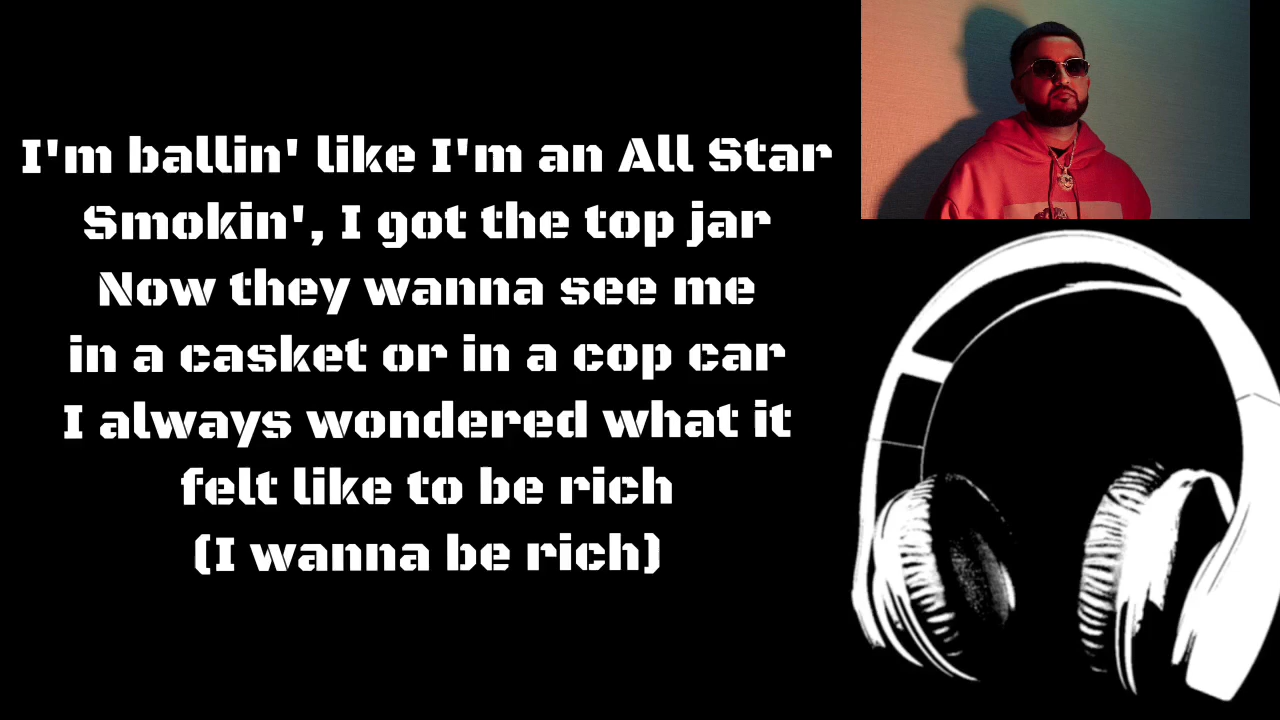 I'm ballin' like I'm an All Star
Smokin', I got the top jar
Now they wanna see me
in a casket or in a cop car
I always wondered what it
felt like to be rich
(I wanna be rich)